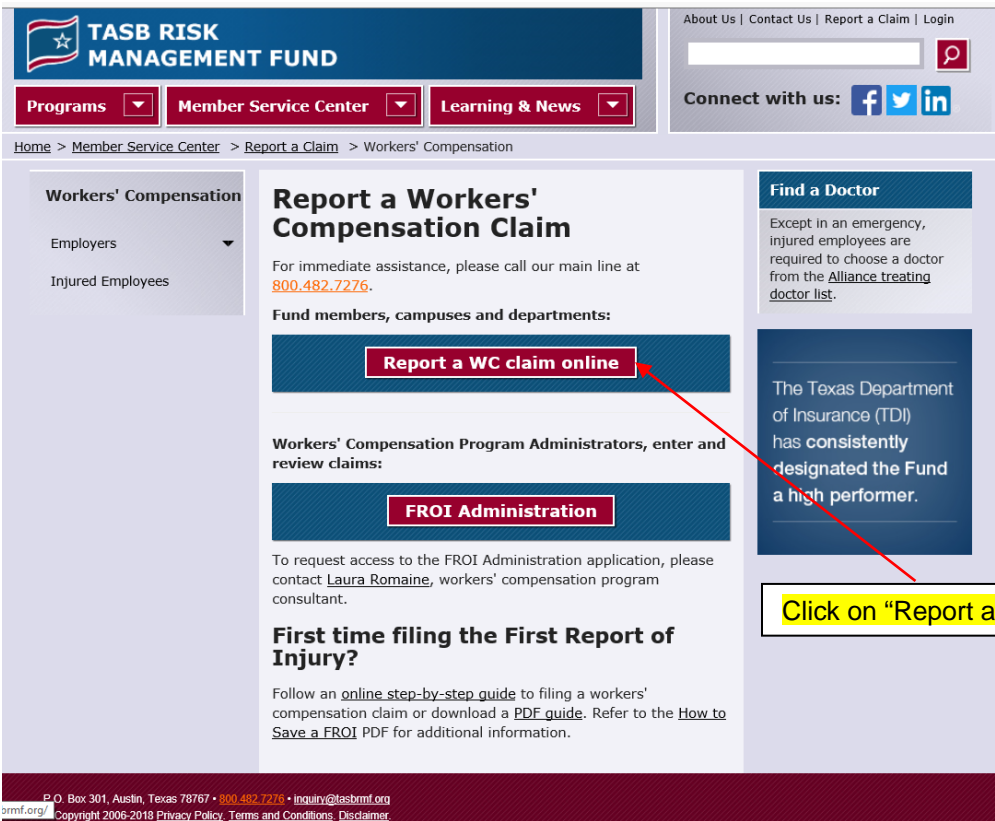 TASB RISK
MANAGEMENT FUND
About Us | Contact Us | Report a Claim | Login
Programs
Member Service Center
Learning & News
Connect with us:
Home > Member Service Center > Report a Claim > Workers' Compensation
Workers' Compensation
Employers
Injured Employees
Report a Workers'
Compensation Claim
For immediate assistance, please call our main line at
800.482.7276.
Fund members, campuses and departments:
Report a WC claim online
Workers' Compensation Program Administrators, enter and
review claims:
FROI Administration
To request access to the FROI Administration application, please
contact Laura Romaine, workers' compensation program
consultant.
First time filing the First Report of
Injury?
Follow an online step-by-step guide to filing a workers'
compensation claim or download a PDF guide. Refer to the How to
Save a FROI PDF for additional information.
Find a Doctor
Except in an emergency,
injured employees are
required to choose a doctor
from the Alliance treating
doctor list.
The Texas Department
of Insurance (TDI)
has consistently
designated the Fund
a high performer.
Click on “Report a
P.O. Box 301, Austin, Texas 78767 • 800.482.7276 • inquiry@tasbrmf.org
Copyright 2006-2018 Privacy Policy. Terms and Conditions. Disclaimer.